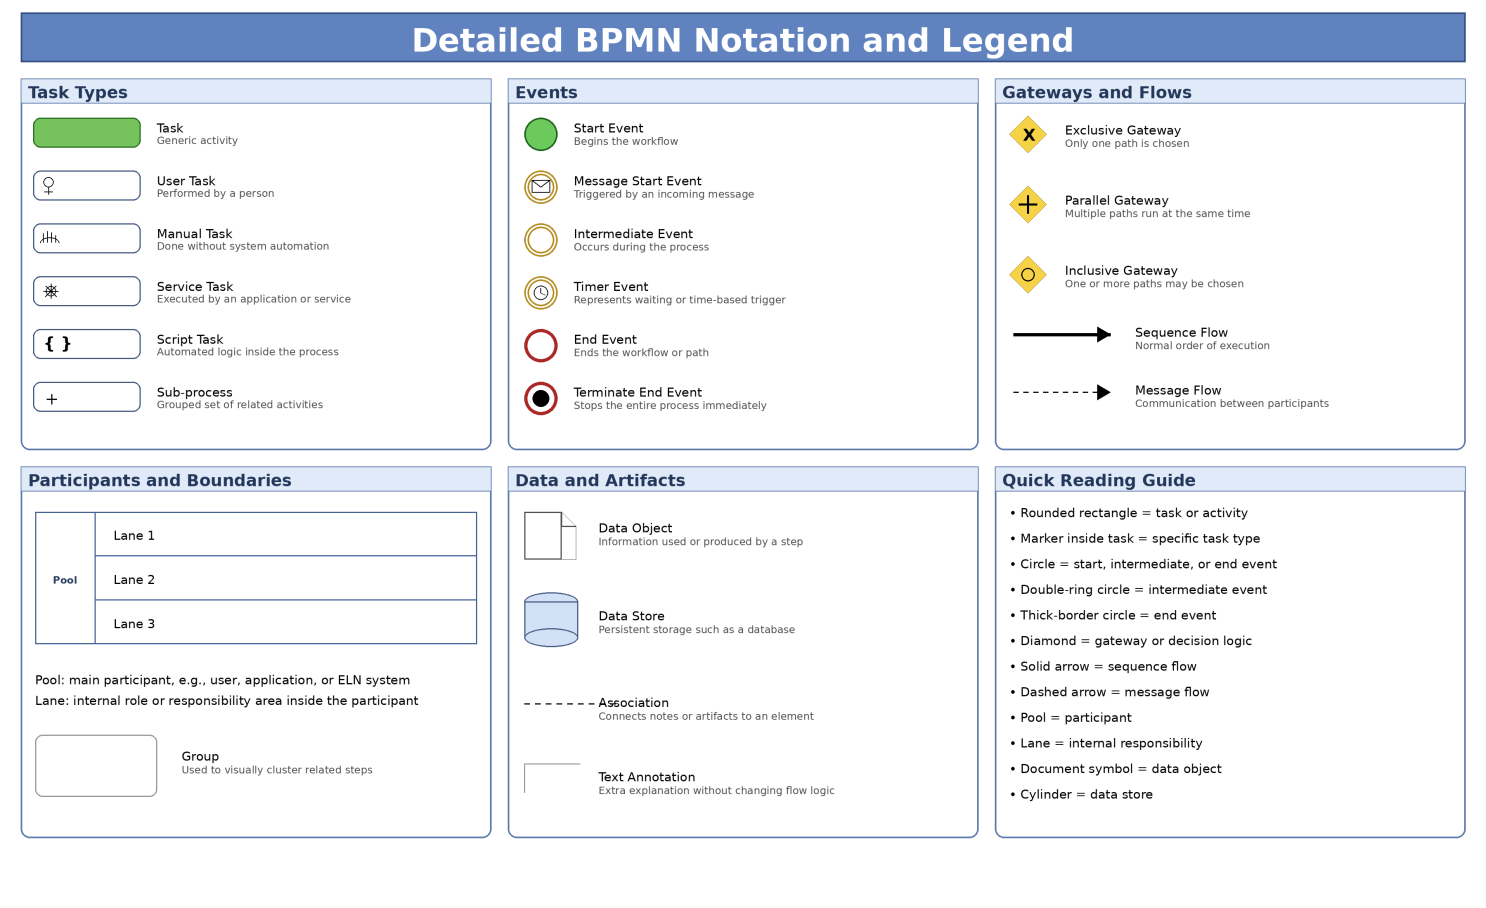 Detailed BPMN Notation and Legend
Task Types
Task
Generic activity
User Task
Performed by a person
Manual Task
Done without system automation
Service Task
Executed by an application or service
{ }
Script Task
Automated logic inside the process
+
Sub-process
Grouped set of related activities
Events
Start Event
Begins the workflow
Message Start Event
Triggered by an incoming message
Intermediate Event
Occurs during the process
Timer Event
Represents waiting or time-based trigger
End Event
Ends the workflow or path
Terminate End Event
Stops the entire process immediately
Gateways and Flows
X
Exclusive Gateway
Only one path is chosen
Parallel Gateway
Multiple paths run at the same time
Inclusive Gateway
One or more paths may be chosen
Sequence Flow
Normal order of execution
Message Flow
Communication between participants
Participants and Boundaries
Pool
Lane 1
Lane 2
Lane 3
Pool: main participant, e.g., user, application, or ELN system
Lane: internal role or responsibility area inside the participant
Group
Used to visually cluster related steps
Data and Artifacts
Data Object
Information used or produced by a step
Data Store
Persistent storage such as a database
Association
Connects notes or artifacts to an element
Text Annotation
Extra explanation without changing flow logic
Quick Reading Guide
• Rounded rectangle = task or activity
• Marker inside task = specific task type
• Circle = start, intermediate, or end event
• Double-ring circle = intermediate event
• Thick-border circle = end event
• Diamond = gateway or decision logic
• Solid arrow = sequence flow
• Dashed arrow = message flow
• Pool = participant
• Lane = internal responsibility
• Document symbol = data object
• Cylinder = data store